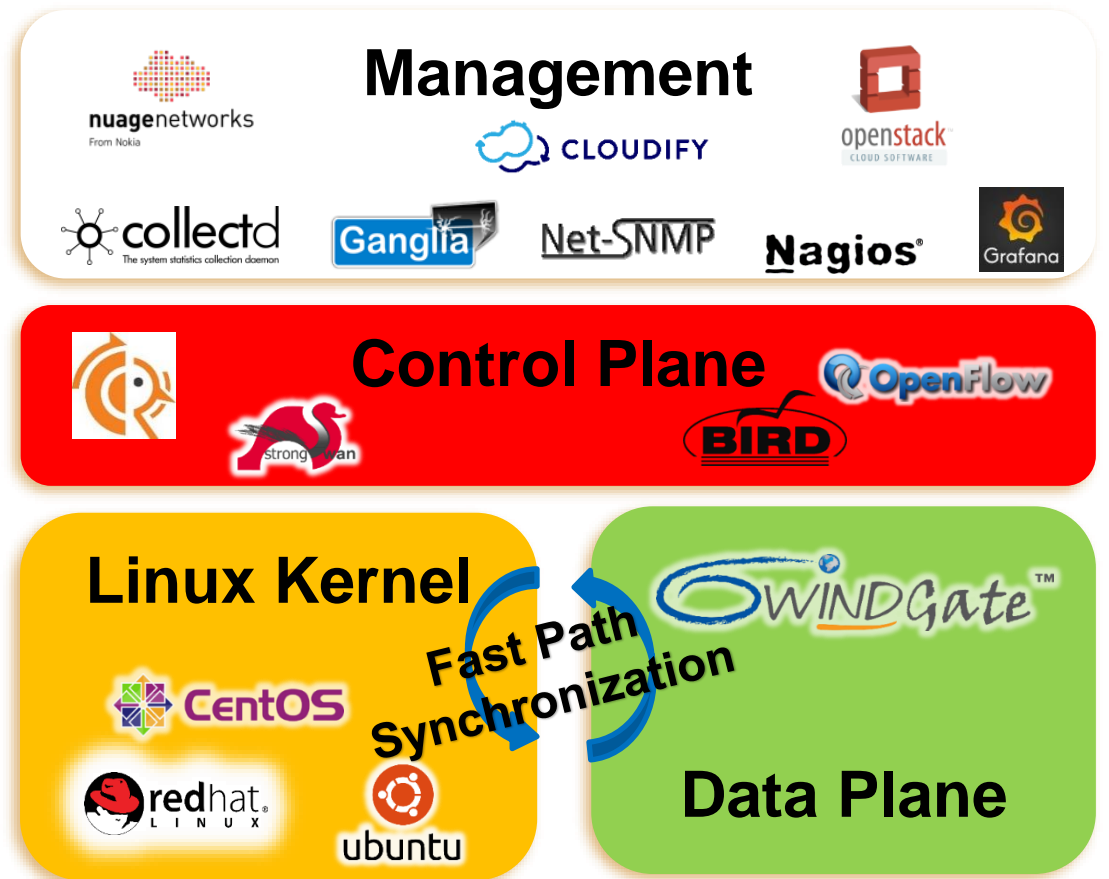 Management
nuagenetworks
From Nokia
CLOUDIFY
openstack™
CLOUD SOFTWARE
collectd
The system statistics collection daemon
Ganglia
Net-SNMP
Nagios®
Grafana
Control Plane
OpenFlow
strongswan
BIRD
Linux Kernel
6WINDGate™
Fast Path
Synchronization
CentOS
redhat.
LINUX
ubuntu
Data Plane